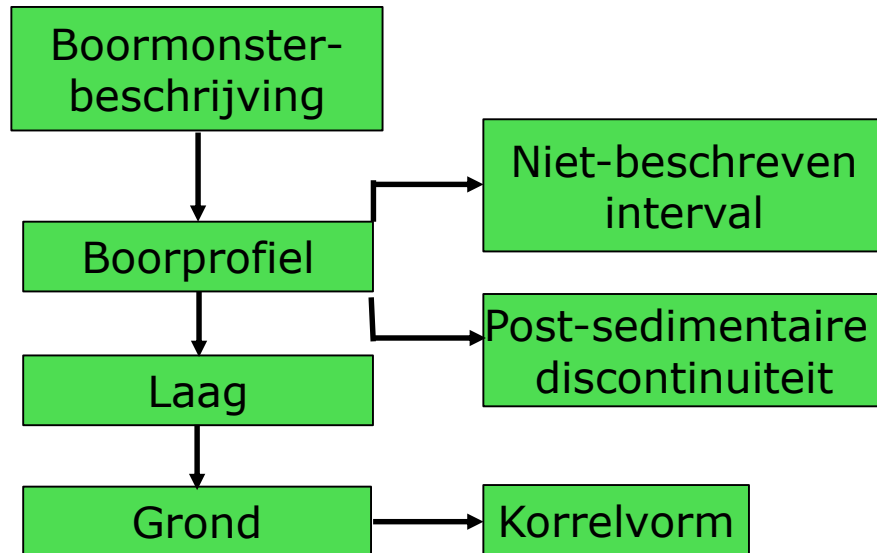 Boormonster-
beschrijving
Niet-beschreven
interval
Boorprofiel
Post-sedimentaire
discontinuiteit
Laag
Grond
Korrelvorm